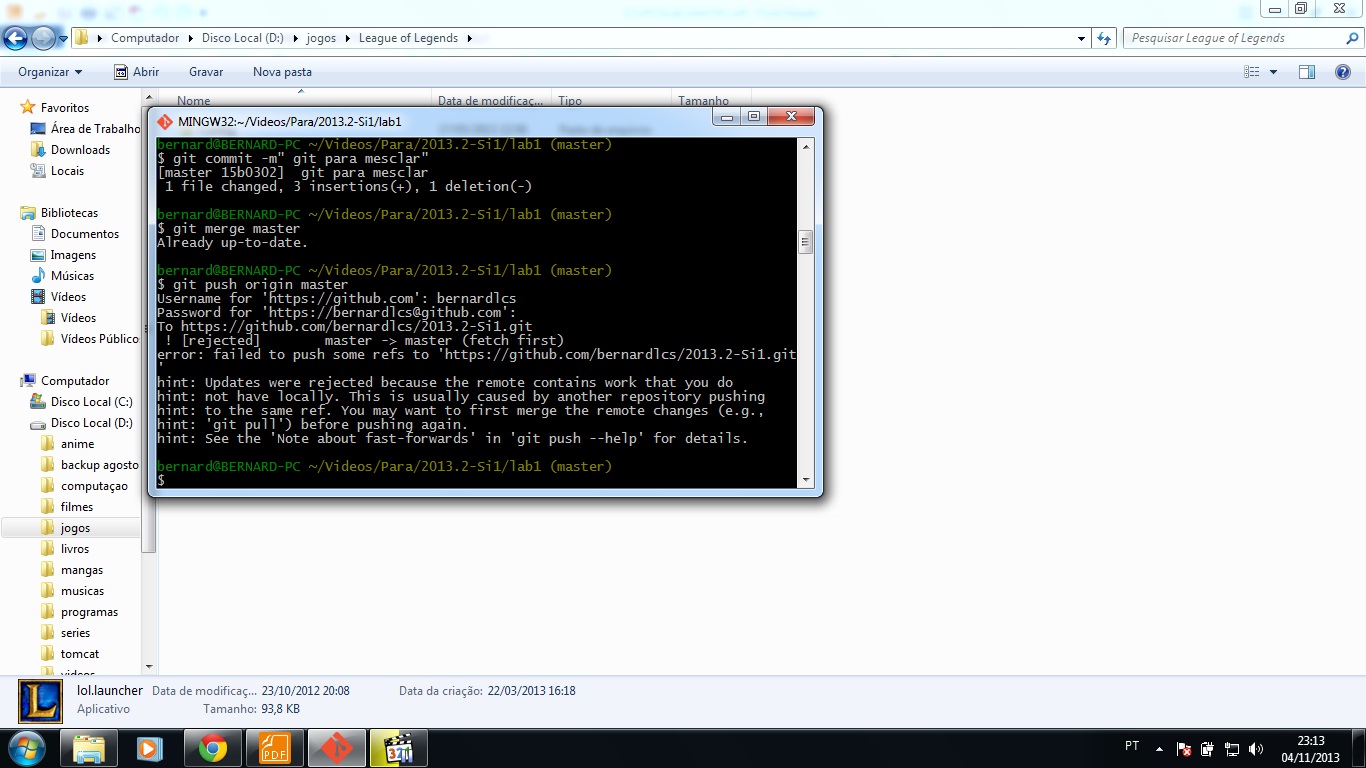 Computador
Disco Local (D:)
jogos
League of Legends
Pesquisar League of Legends
Organizar
Abrir
Gravar
Nova pasta
Nome
Data de modificaç...
Tipo
Tamanho
Favoritos
Área de Trabalho
Downloads
Locais
Bibliotecas
Documentos
Imagens
Músicas
Vídeos
Vídeos
Vídeos Público
Computador
Disco Local (C:)
Disco Local (D:)
anime
backup agosto
computaçao
filmes
jogos
livros
mangas
musicas
programas
series
tomcat
videos
MINGW32:~/Videos/Para/2013.2-Si1/lab1
bernard@BERNARD-PC ~/Videos/Para/2013.2-Si1/lab1 (master)
$ git commit -m" git para mesclar"
[master 15b0302]  git para mesclar
 1 file changed, 3 insertions(+), 1 deletion(-)
bernard@BERNARD-PC ~/Videos/Para/2013.2-Si1/lab1 (master)
$ git merge master
Already up-to-date.
bernard@BERNARD-PC ~/Videos/Para/2013.2-Si1/lab1 (master)
$ git push origin master
Username for 'https://github.com': bernardlcs
Password for 'https://bernardlcs@github.com':
To https://github.com/bernardlcs/2013.2-Si1.git
 ! [rejected]        master -> master (fetch first)
error: failed to push some refs to 'https://github.com/bernardlcs/2013.2-Si1.git
'
hint: Updates were rejected because the remote contains work that you do
hint: not have locally. This is usually caused by another repository pushing
hint: to the same ref. You may want to first merge the remote changes (e.g.,
hint: 'git pull') before pushing again.
hint: See the 'Note about fast-forwards' in 'git push --help' for details.
bernard@BERNARD-PC ~/Videos/Para/2013.2-Si1/lab1 (master)
$
lol.launcher
Data de modificaç... 23/10/2012 20:08
Data da criação: 22/03/2013 16:18
Aplicativo
Tamanho: 93,8 KB
PDF
321
PT
23:13
04/11/2013